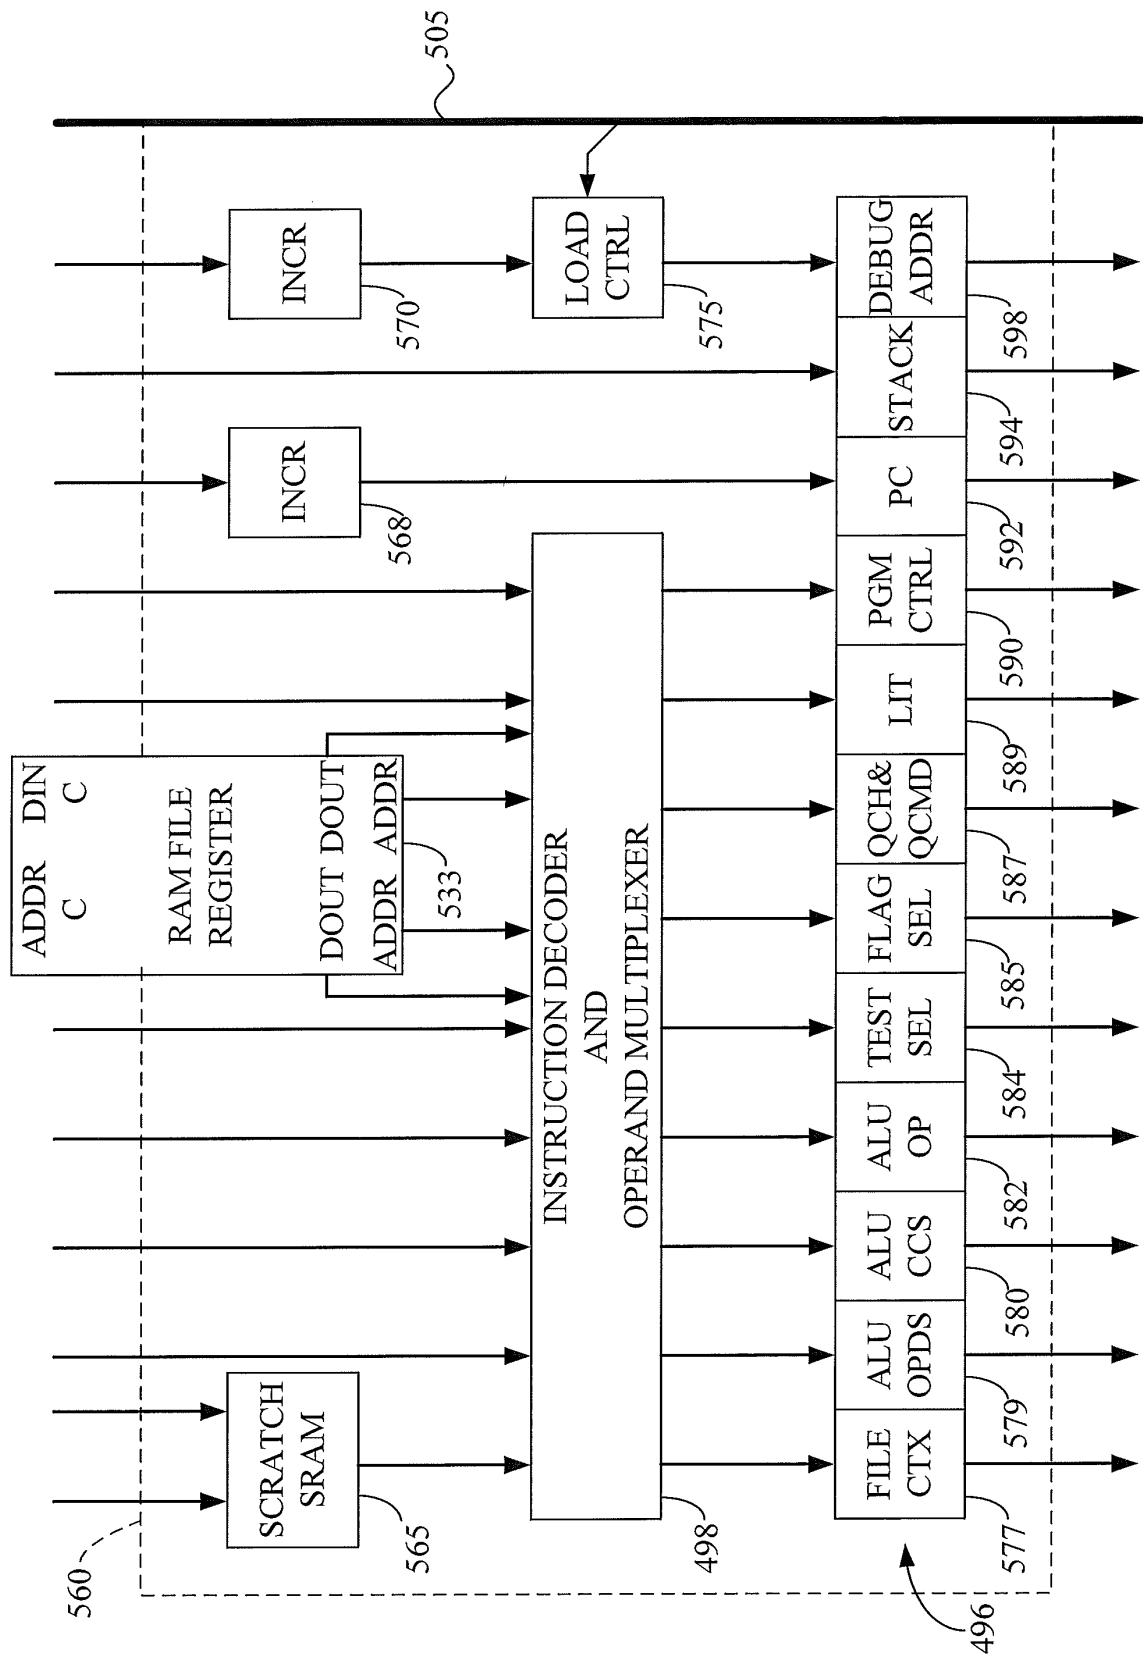 560
505
ADDR DIN
C C
RAM FILE
REGISTER
DOUT DOUT
ADDR ADDR
533
SCRATCH
SRAM
565
INCR
568
INCR
570
INSTRUCTION DECODER
AND
OPERAND MULTIPLEXER
498
LOAD
CTRL
575
496
FILE
CTX
577
ALU
OPDS
579
ALU
CCS
580
ALU
OP
582
TEST
SEL
584
FLAG
SEL
585
QCH&
QCMD
587
LIT
589
PGM
CTRL
590
PC
592
STACK
594
DEBUG
ADDR
598